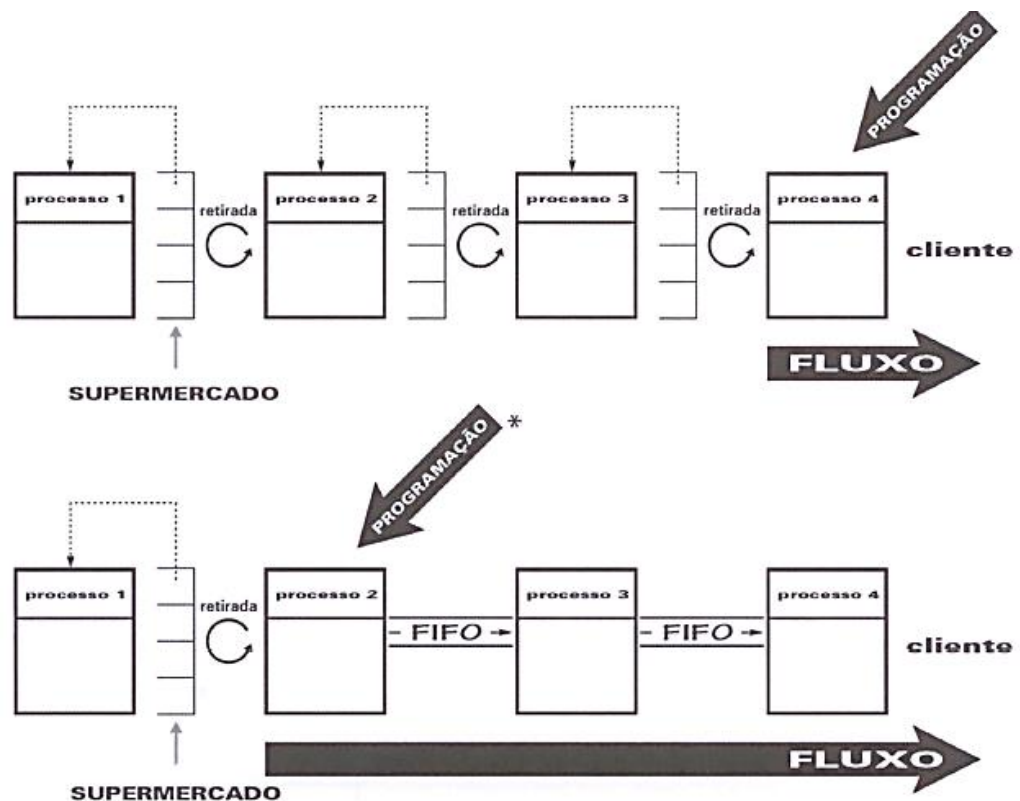 PROGRAMAÇÃO
processo 1
retirada
processo 2
retirada
processo 3
retirada
processo 4
cliente
FLUXO
SUPERMERCADO
PROGRAMAÇÃO *
processo 1
retirada
processo 2
- FIFO -
processo 3
- FIFO -
processo 4
cliente
FLUXO
SUPERMERCADO